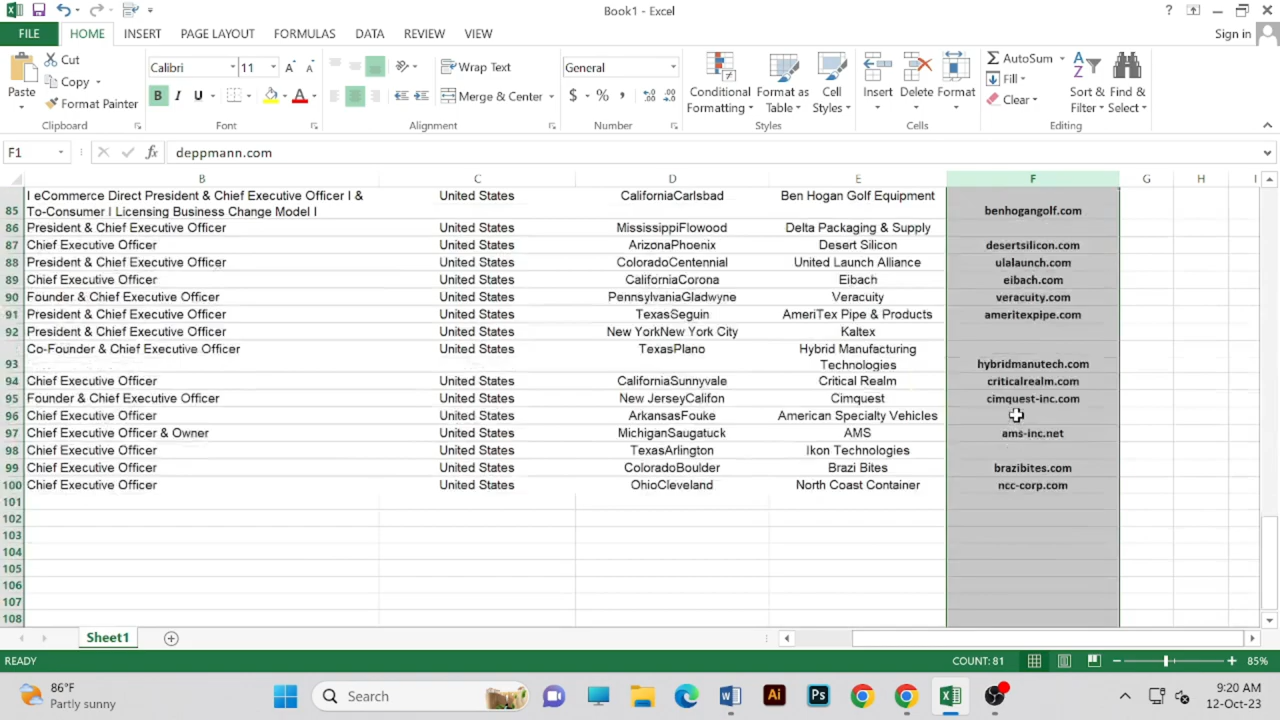 Book1 - Excel
? Sign in
FILE HOME INSERT PAGE LAYOUT FORMULAS DATA REVIEW VIEW
Paste Cut Copy Format Painter Clipboard
Calibri 11 B I U Font
Wrap Text Merge & Center Alignment
General $ % , Number
Conditional Formatting Format as Table Cell Styles Styles
Insert Delete Format Cells
AutoSum Fill Clear Sort & Filter Find & Select Editing
F1 fx deppmann.com
B C D E F G H I
I eCommerce Direct President & Chief Executive Officer I & United States CaliforniaCarlsbad Ben Hogan Golf Equipment
85 To-Consumer I Licensing Business Change Model I benhogangolf.com
86 President & Chief Executive Officer United States MississippiFlowood Delta Packaging & Supply
87 Chief Executive Officer United States ArizonaPhoenix Desert Silicon desertsilicon.com
88 President & Chief Executive Officer United States ColoradoCentennial United Launch Alliance ulalaunch.com
89 Chief Executive Officer United States CaliforniaCorona Eibach eibach.com
90 Founder & Chief Executive Officer United States PennsylvaniaGladwyne Veracuity veracuity.com
91 President & Chief Executive Officer United States TexasSeguin AmeriTex Pipe & Products ameritexpipe.com
92 President & Chief Executive Officer United States New YorkNew York City Kaltex
Co-Founder & Chief Executive Officer United States TexasPlano Hybrid Manufacturing
93 Technologies hybridmanutech.com
94 Chief Executive Officer United States CaliforniaSunnyvale Critical Realm criticalrealm.com
95 Founder & Chief Executive Officer United States New JerseyCalifon Cimquest cimquest-inc.com
96 Chief Executive Officer United States ArkansasFouke American Specialty Vehicles
97 Chief Executive Officer & Owner United States MichiganSaugatuck AMS ams-inc.net
98 Chief Executive Officer United States TexasArlington Ikon Technologies
99 Chief Executive Officer United States ColoradoBoulder Brazi Bites brazibites.com
100 Chief Executive Officer United States OhioCleveland North Coast Container ncc-corp.com
101
102
103
104
105
106
107
108
Sheet1
READY COUNT: 81 85%
86°F
Partly sunny
Search
Ai Ps
9:20 AM
12-Oct-23